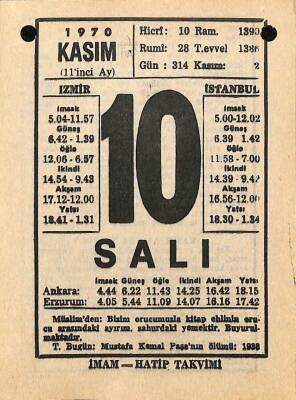 1970
KASIM
(11'inci Ay)
Hicrî: 10 Ram. 1390
Rumî: 28 T.evvel 1386
Gün: 314 Kasım: 2
IZMİR
İmsak
5.04-11.57
Güneş
6.42 - 1.39
Öğle
12.06 - 6.57
İkindi
14.54 - 9.43
Akşam
17.12-12.00
Yatsı
18.41 - 1.31
10
İSTANBUL
İmsak
5.00-12.02
Güneş
6.39 1.42
Öğle
11.58 - 7.00
İkindi
14.39 - 9.42
Akşam
16.56-12.00
Yatsı
18.30 - 1.34
SALI
İmsak Güneş Öğle İkindi Akşam Yatsı
Ankara: 4.44 6.22 11.43 14.25 16.42 18.15
Erzurum: 4.05 5.44 11.09 14.07 16.16 17.42
Müslim'den: Bizim orucumuzla kitap ehlinin oru-
cu arasındaki ayırım, sahurdaki yemektir. Buyurul-
maktadır.
T. Bugün: Mustafa Kemal Paşa'nın ölümü: 1938
İMAM — HATİP TAKVİMİ